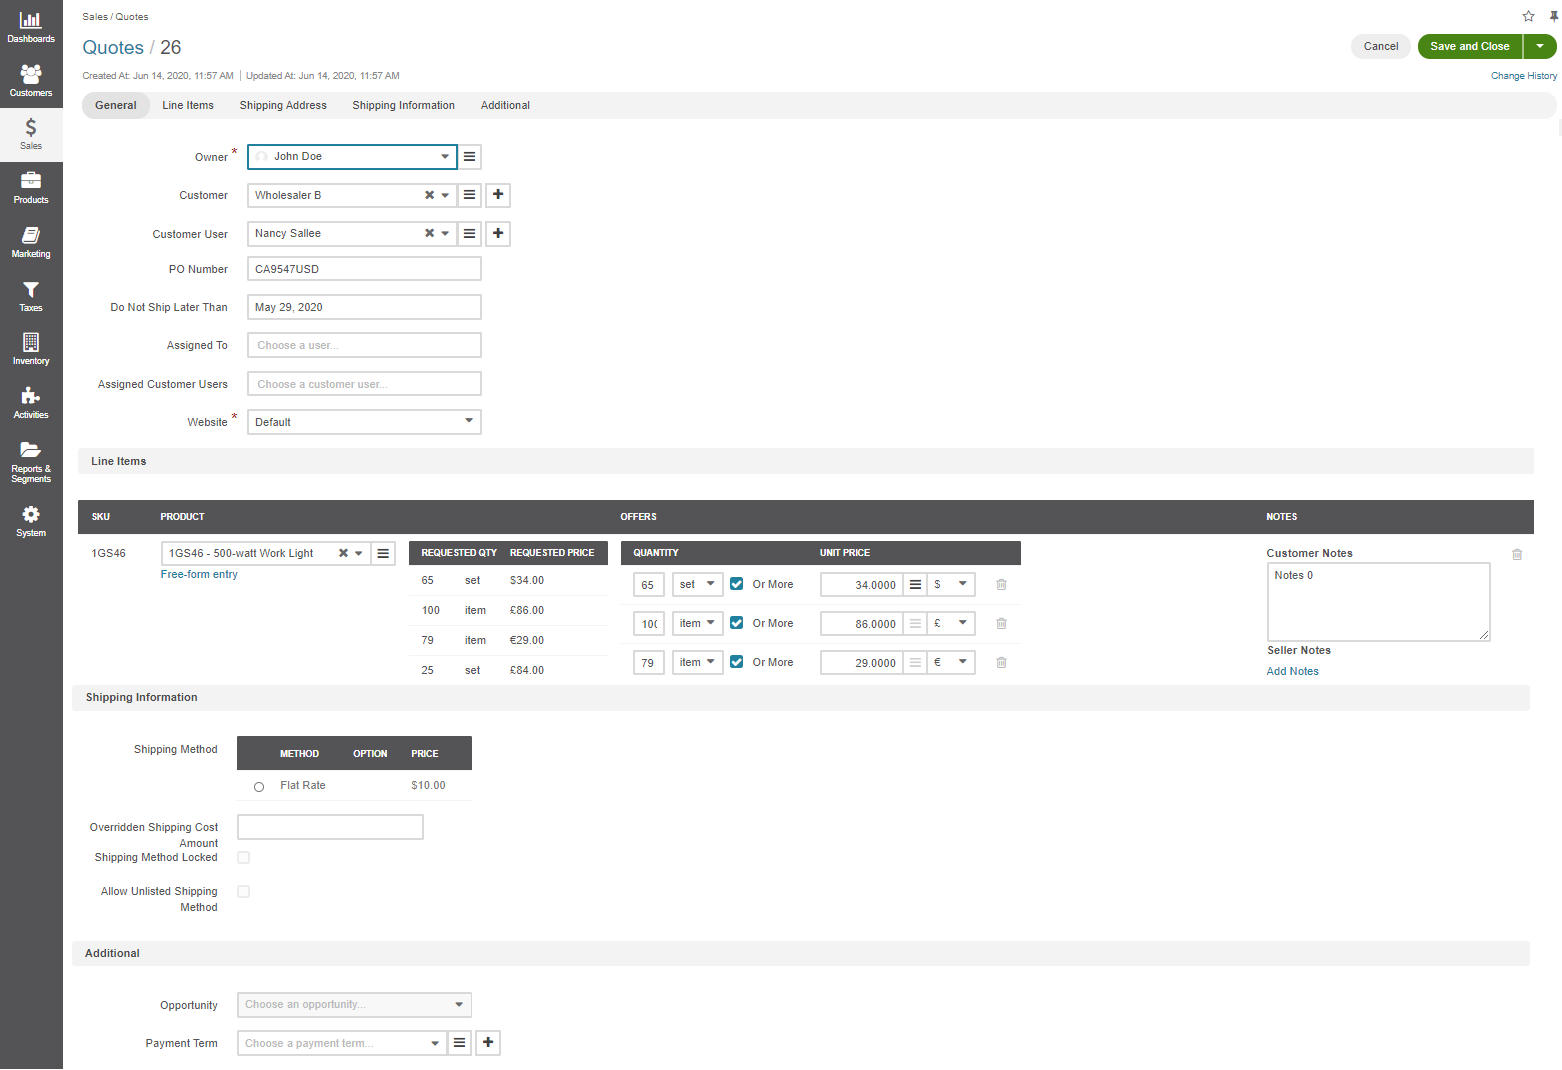 Dashboards
Customers
Sales
Products
Marketing
Taxes
Inventory
Activities
Reports &
Segments
System
Sales / Quotes
Quotes / 26
Cancel
Save and Close
Created At: Jun 14, 2020, 11:57 AM | Updated At: Jun 14, 2020, 11:57 AM
Change History
General Line Items Shipping Address Shipping Information Additional
Owner * John Doe
Customer Wholesaler B
Customer User Nancy Sallee
PO Number CA9547USD
Do Not Ship Later Than May 29, 2020
Assigned To Choose a user...
Assigned Customer Users Choose a customer user...
Website * Default
Line Items
SKU PRODUCT OFFERS NOTES
1GS46 1GS46 - 500-watt Work Light
Free-form entry
REQUESTED QTY REQUESTED PRICE
65 set $34.00
100 item £86.00
79 item €29.00
25 set £84.00
QUANTITY UNIT PRICE
65 set Or More 34.0000 $
100 item Or More 86.0000 £
79 item Or More 29.0000 €
Customer Notes
Notes 0
Seller Notes
Add Notes
Shipping Information
Shipping Method
METHOD OPTION PRICE
Flat Rate $10.00
Overridden Shipping Cost
Amount
Shipping Method Locked
Allow Unlisted Shipping
Method
Additional
Opportunity Choose an opportunity...
Payment Term Choose a payment term...